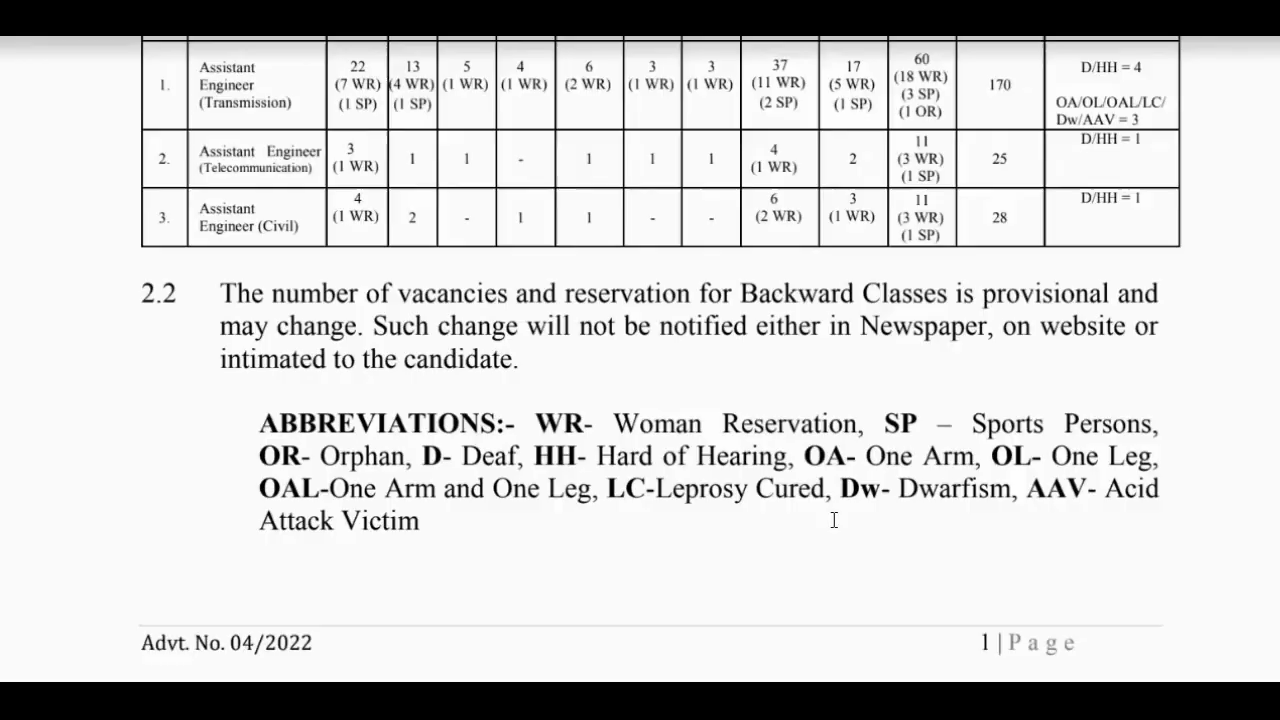 1. Assistant Engineer (Transmission) 22 (7 WR) (1 SP) 13 (4 WR) (1 SP) 5 (1 WR) 4 (1 WR) 6 (2 WR) 3 (1 WR) 3 (1 WR) 37 (11 WR) (2 SP) 17 (5 WR) (1 SP) 60 (18 WR) (3 SP) (1 OR) 170 D/HH = 4 OA/OL/OAL/LC/ Dw/AAV = 3
2. Assistant Engineer (Telecommunication) 3 (1 WR) 1 1 - 1 1 1 4 (1 WR) 2 11 (3 WR) (1 SP) 25 D/HH = 1
3. Assistant Engineer (Civil) 4 (1 WR) 2 - 1 1 - - 6 (2 WR) 3 (1 WR) 11 (3 WR) (1 SP) 28 D/HH = 1
2.2 The number of vacancies and reservation for Backward Classes is provisional and
may change. Such change will not be notified either in Newspaper, on website or
intimated to the candidate.
ABBREVIATIONS:- WR- Woman Reservation, SP – Sports Persons,
OR- Orphan, D- Deaf, HH- Hard of Hearing, OA- One Arm, OL- One Leg,
OAL-One Arm and One Leg, LC-Leprosy Cured, Dw- Dwarfism, AAV- Acid
Attack Victim
Advt. No. 04/2022 1 | Page